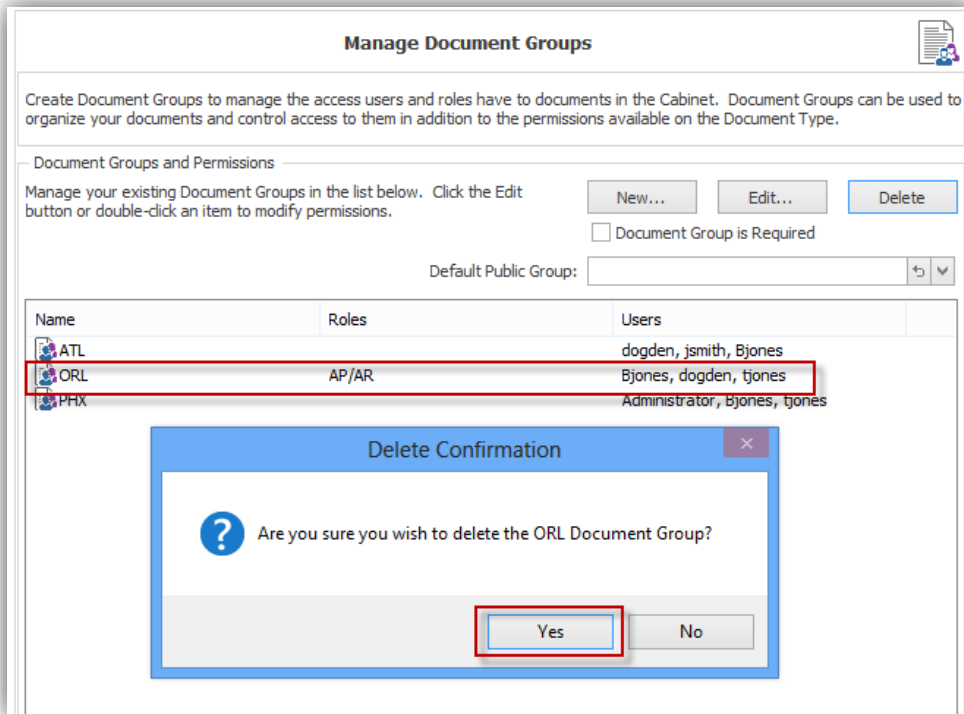 Manage Document Groups
Create Document Groups to manage the access users and roles have to documents in the Cabinet.  Document Groups can be used to
organize your documents and control access to them in addition to the permissions available on the Document Type.
Document Groups and Permissions
Manage your existing Document Groups in the list below.  Click the Edit
button or double-click an item to modify permissions.
New... Edit... Delete
Document Group is Required
Default Public Group:
Name Roles Users
ATL dogden, jsmith, Bjones
ORL AP/AR Bjones, dogden, tjones
PHX Administrator, Bjones, tjones
Delete Confirmation
Are you sure you wish to delete the ORL Document Group?
Yes No